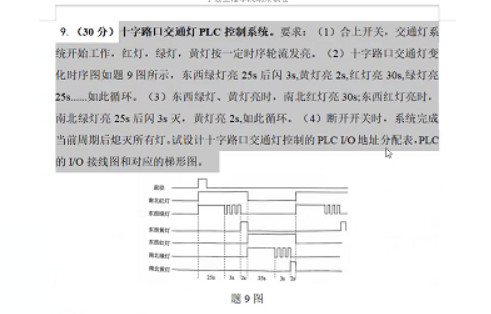 9.（30 分）十字路口交通灯 PLC 控制系统。要求：（1）合上开关，交通灯系
统开始工作，红灯，绿灯，黄灯按一定时序轮流发亮。（2）十字路口交通灯变
化时序图如题 9 图所示，东西绿灯亮 25s 后闪 3s,黄灯亮 2s,红灯亮 30s,绿灯亮
25s......如此循环。（3）东西绿灯、黄灯亮时，南北红灯亮 30s;东西红灯亮时，
南北绿灯亮 25s 后闪 3s 灭，黄灯亮 2s,如此循环。（4）断开开关时，系统完成
当前周期后熄灭所有灯。试设计十字路口交通灯控制的 PLC I/O 地址分配表、PLC
的 I/O 接线图和对应的梯形图。
启动
南北红灯
东西绿灯
东西黄灯
东西红灯
南北绿灯
南北黄灯
25s 3s 2s 25s 3s 2s
题 9 图